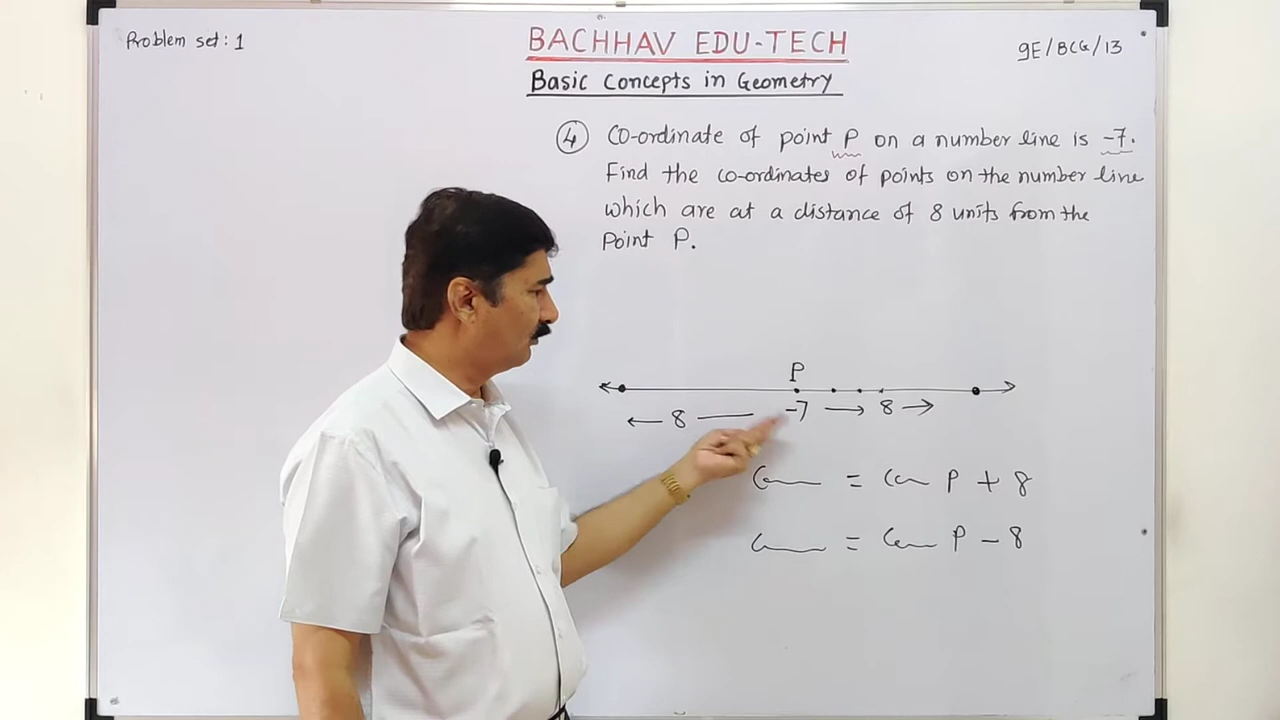 Problem set: 1
BACHHAV EDU-TECH
9E/BCG/13
Basic Concepts in Geometry
④ Co-ordinate of point P on a number line is -7.
Find the co-ordinates of points on the number line
which are at a distance of 8 units from the
point P.
P
← 8 — -7 → 8 →
= P + 8
= P - 8